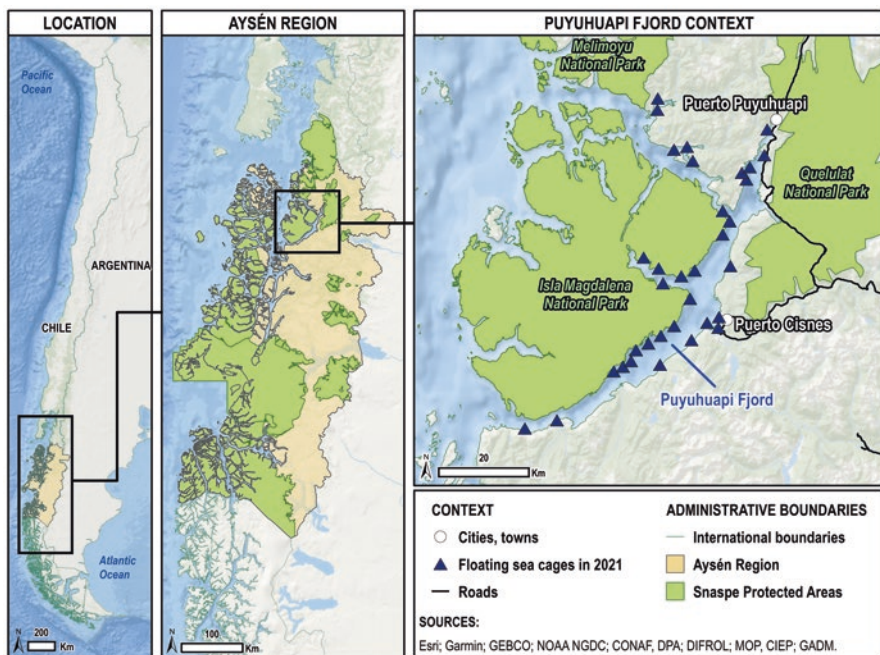 LOCATION
Pacific
Ocean
ARGENTINA
CHILE
Atlantic
Ocean
N
200
Km
AYSÉN REGION
N
100
Km
PUYUHUAPI FJORD CONTEXT
Melimoyu
National Park
Puerto Puyuhuapi
Quelulat
National Park
Isla Magdalena
National Park
Puerto Cisnes
Puyuhuapi Fjord
N
20
Km
CONTEXT
Cities, towns
Floating sea cages in 2021
Roads
ADMINISTRATIVE BOUNDARIES
International boundaries
Aysén Region
Snaspe Protected Areas
SOURCES:
Esri; Garmin; GEBCO; NOAA NGDC; CONAF, DPA; DIFROL; MOP, CIEP; GADM.